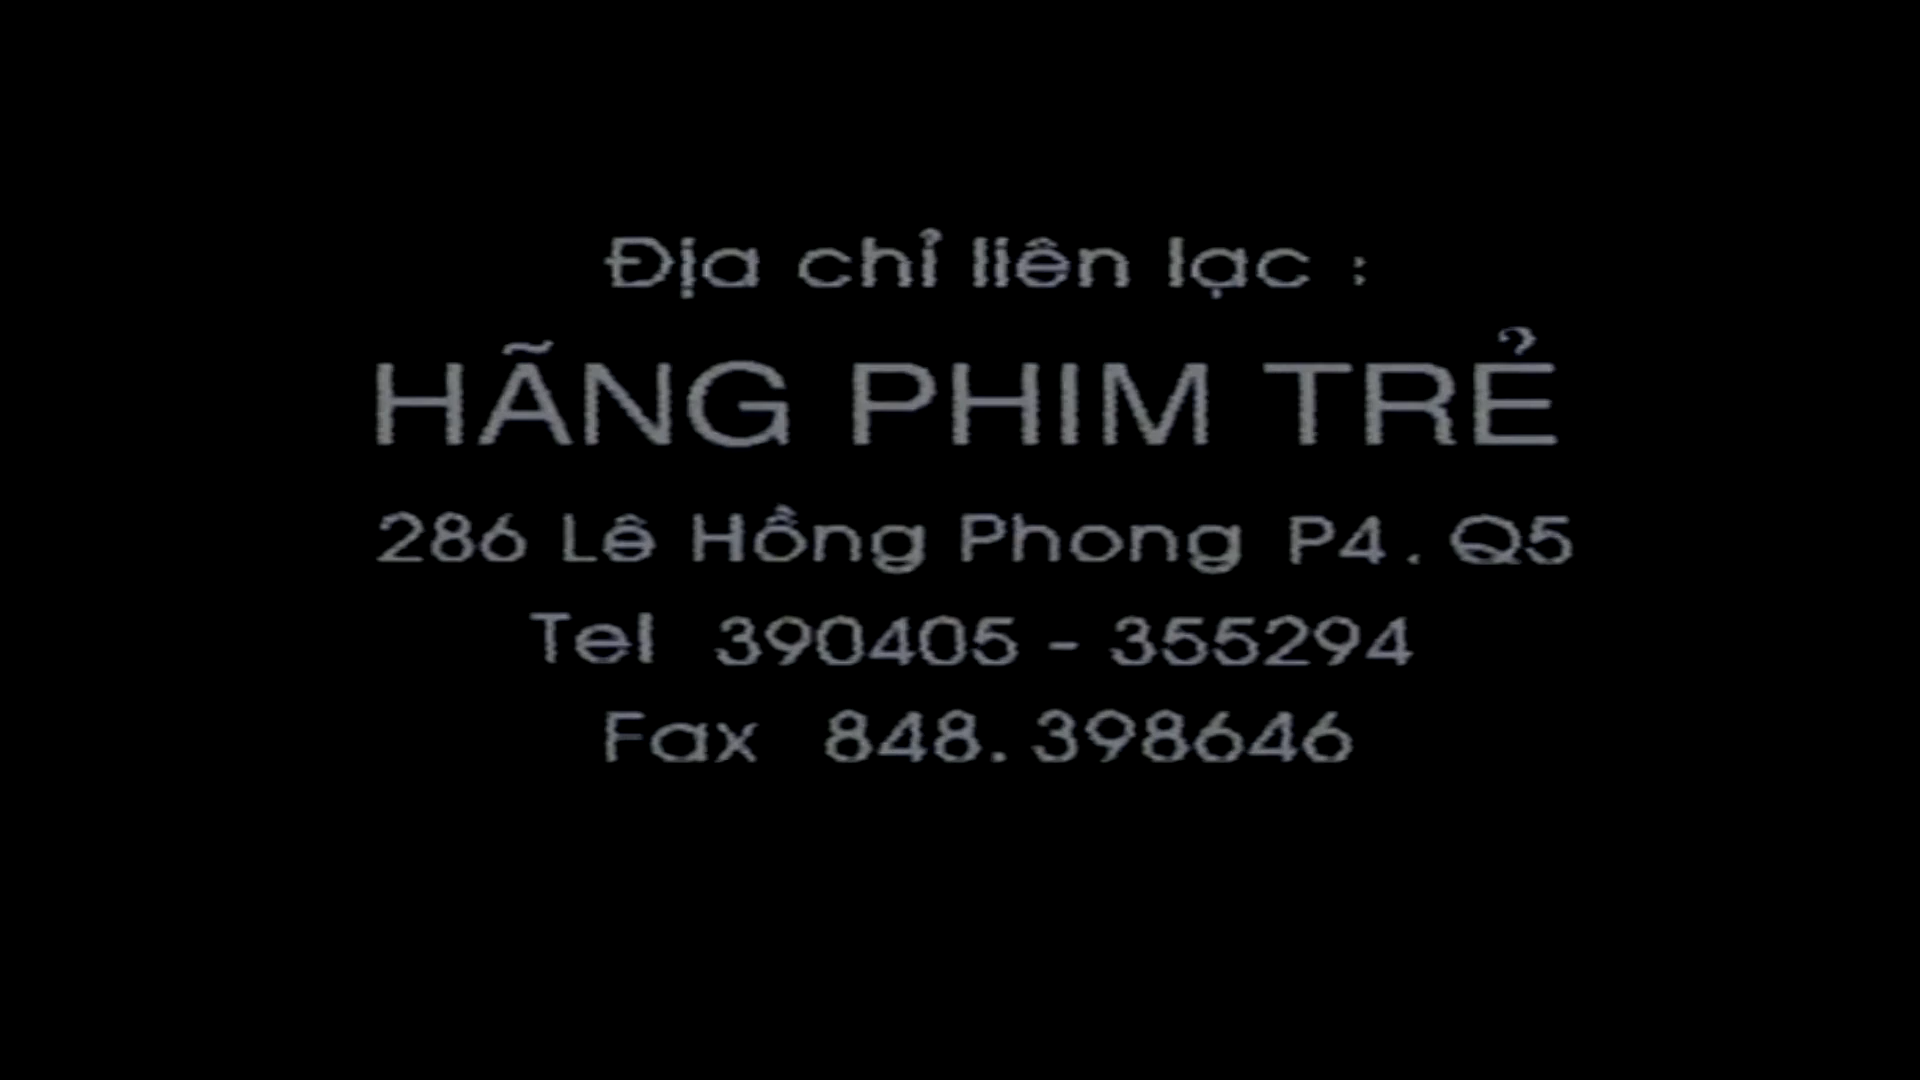 Địa chỉ liên lạc :
HÃNG PHIM TRẺ
286 Lê Hồng Phong P4 . Q5
Tel 390405 - 355294
Fax 848. 398646